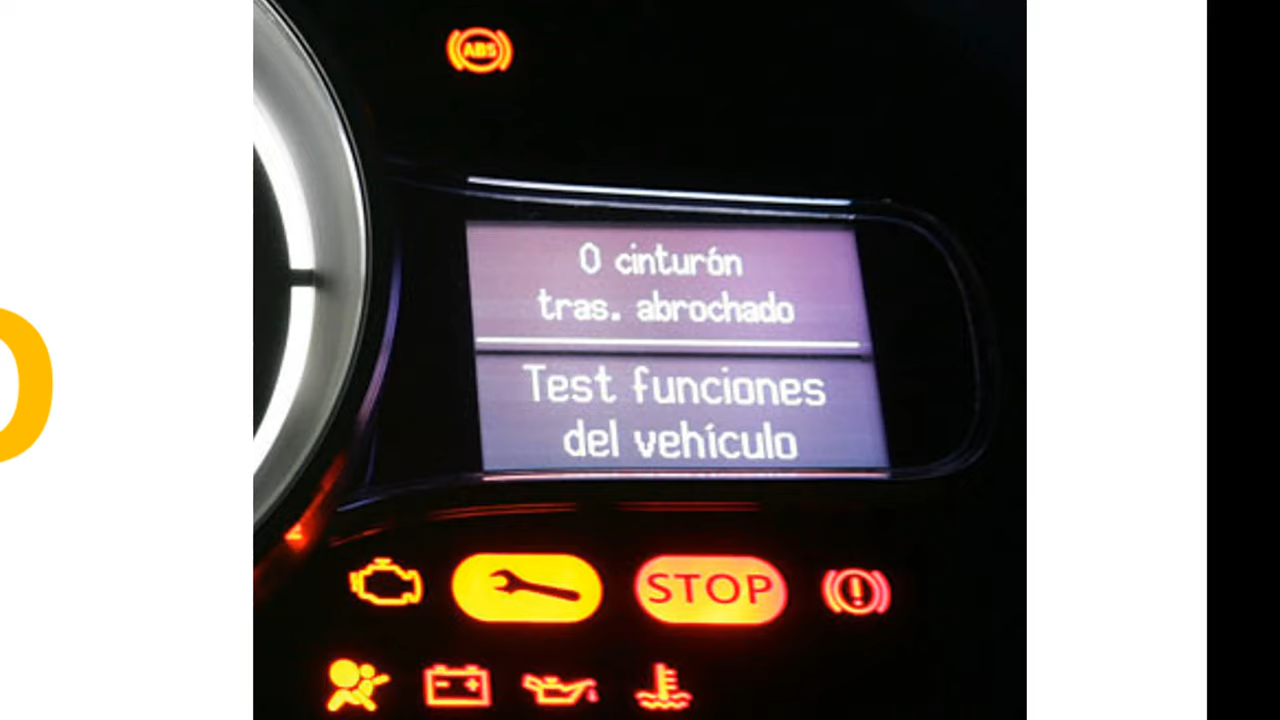 ABS
0 cinturón
tras. abrochado
Test funciones
del vehículo
STOP